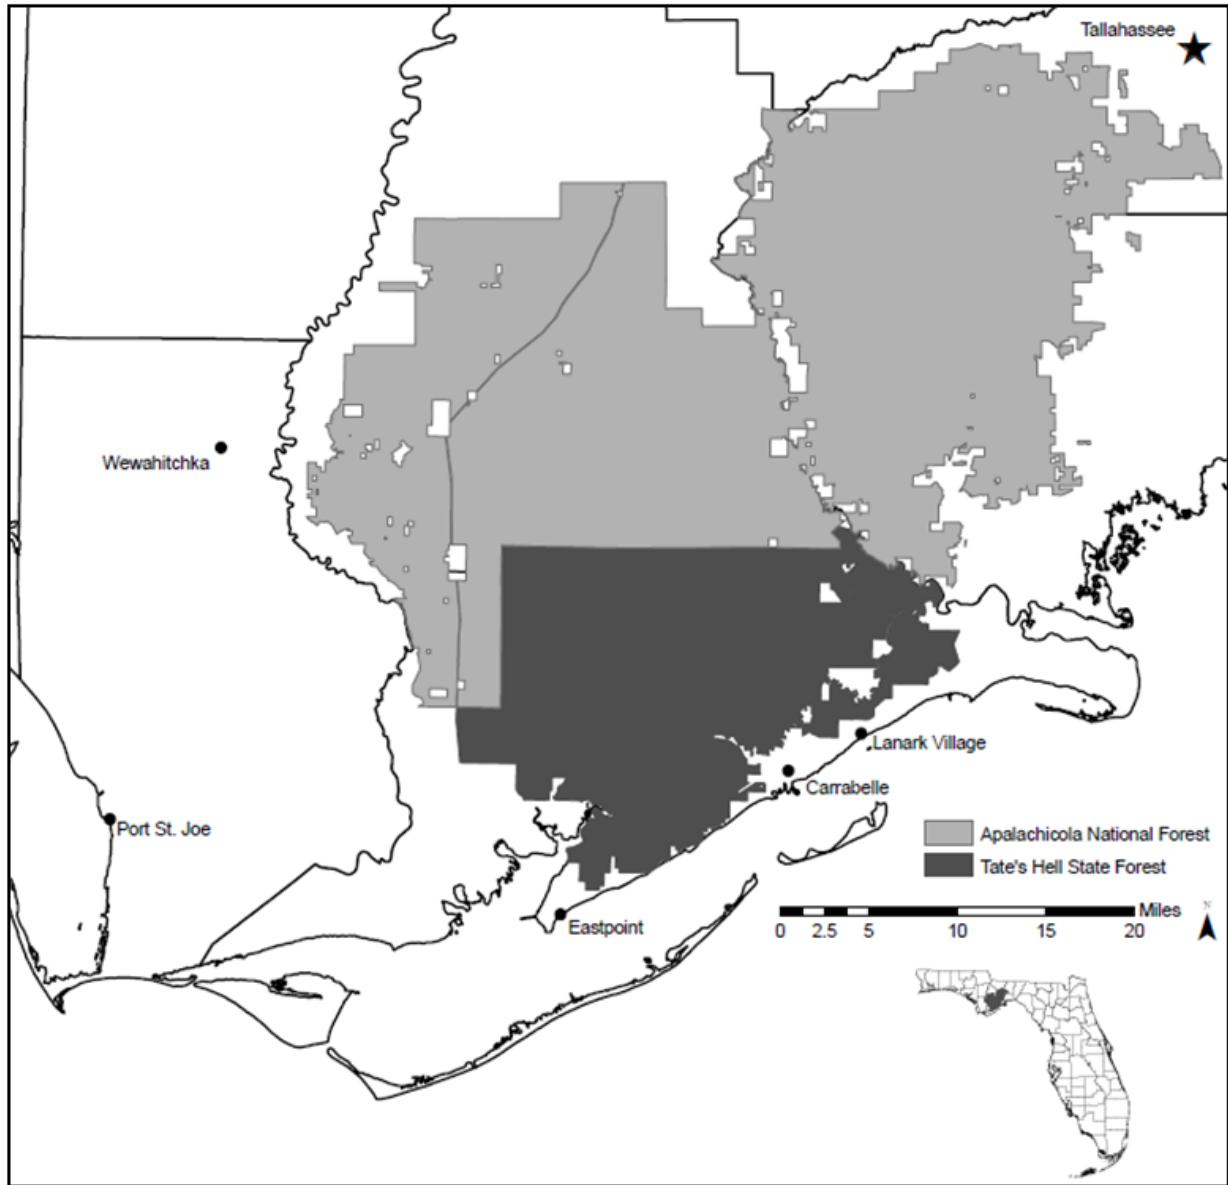 Tallahassee
Wewahitchka
Lanark Village
Carrabelle
Port St. Joe
Apalachicola National Forest
Tate's Hell State Forest
Eastpoint
Miles
N
0 2.5 5 10 15 20